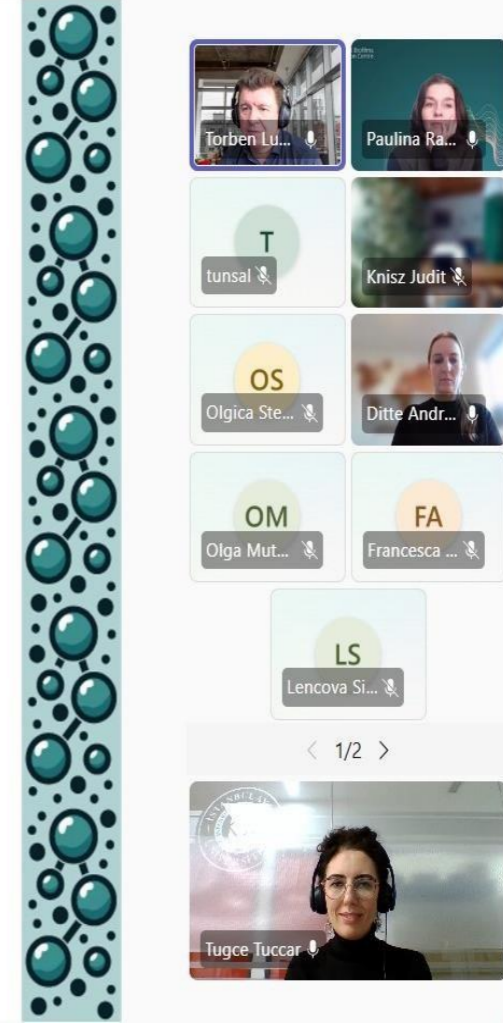 Torben Lu...
Paulina Ra...
T
tunsal
Knisz Judit
OS
Olgica Ste...
Ditte Andr...
OM
Olga Mut...
FA
Francesca ...
LS
Lencova Si...
1/2
Tugce Tuccar